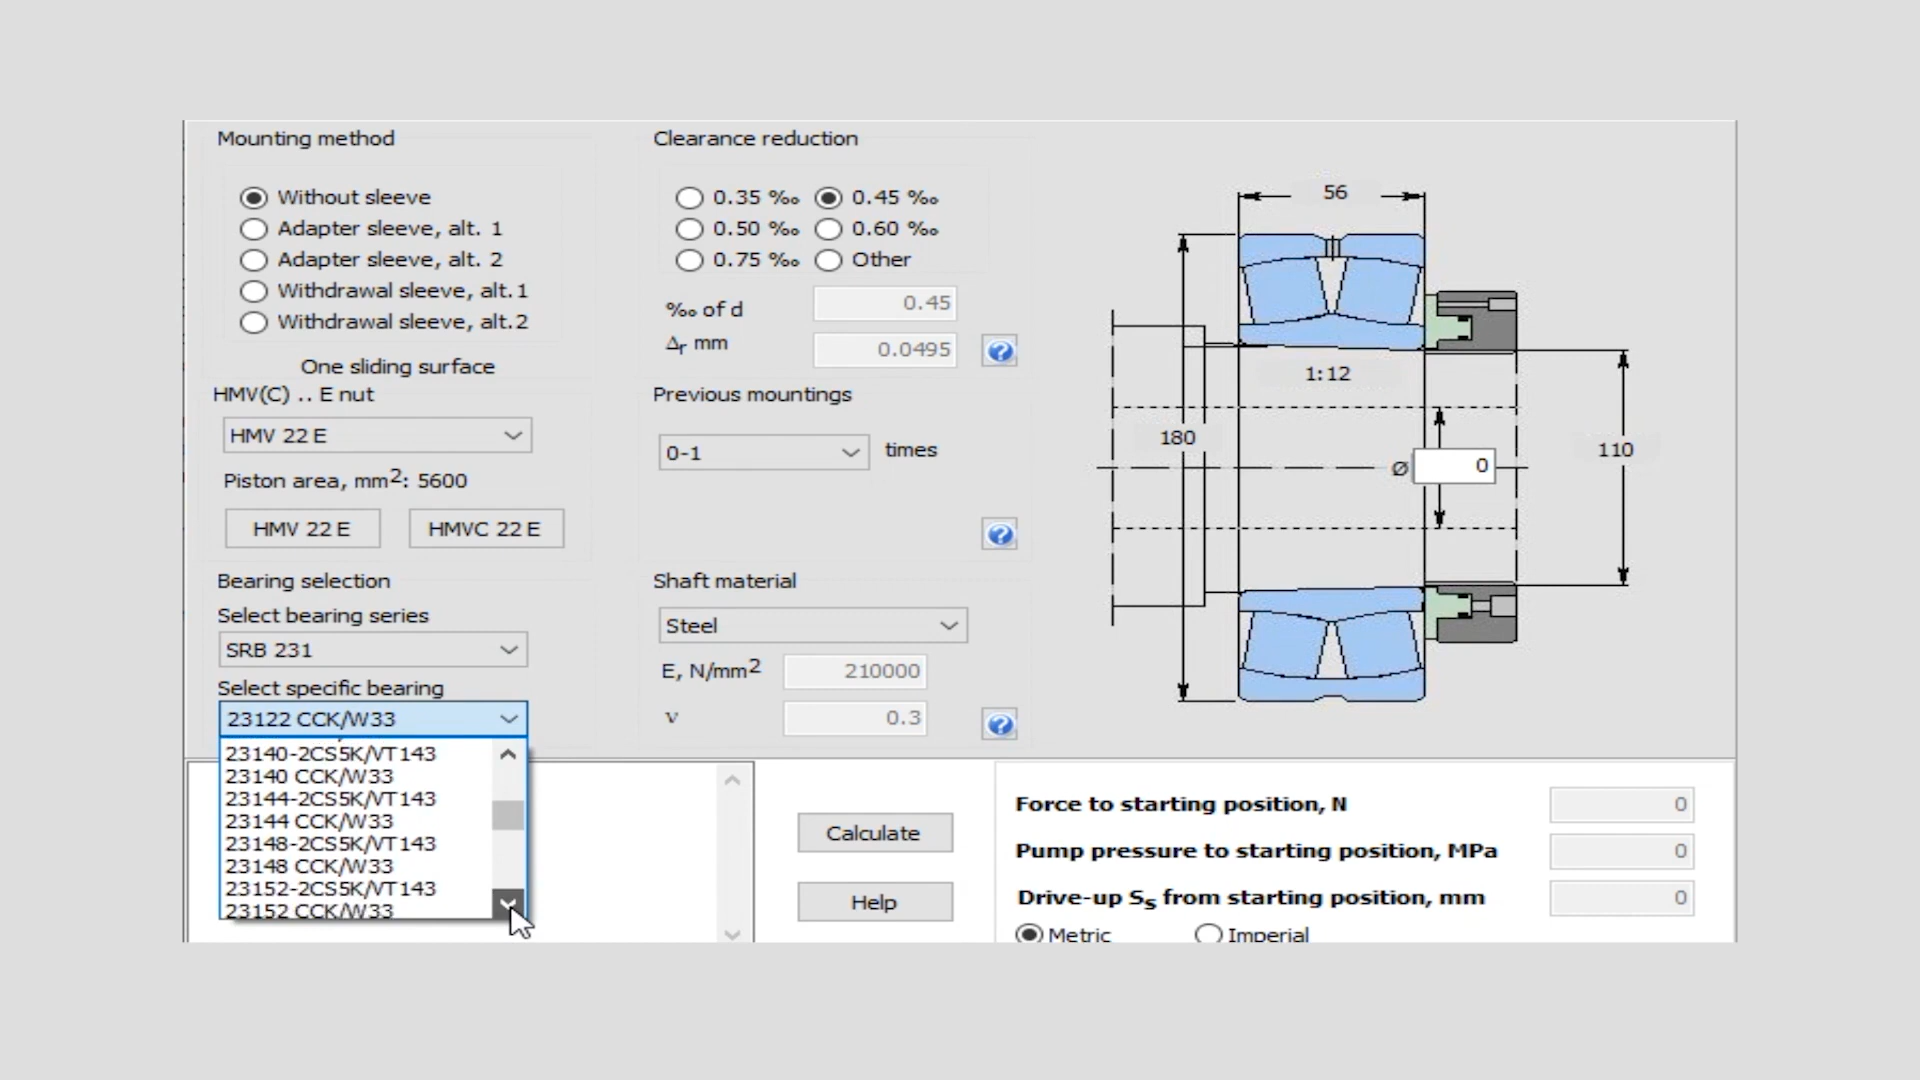 Mounting method
Without sleeve
Adapter sleeve, alt. 1
Adapter sleeve, alt. 2
Withdrawal sleeve, alt.1
Withdrawal sleeve, alt.2
One sliding surface
HMV(C) .. E nut
HMV 22 E
Piston area, mm2: 5600
HMV 22 E
HMVC 22 E
Bearing selection
Select bearing series
SRB 231
Select specific bearing
23122 CCK/W33
23140-2CS5K/VT143
23140 CCK/W33
23144-2CS5K/VT143
23144 CCK/W33
23148-2CS5K/VT143
23148 CCK/W33
23152-2CS5K/VT143
23152 CCK/W33
Clearance reduction
0.35 ‰ 0.45 ‰
0.50 ‰ 0.60 ‰
0.75 ‰ Other
‰ of d 0.45
Δr mm 0.0495
Previous mountings
0-1 times
Shaft material
Steel
E, N/mm2 210000
v 0.3
56
1:12
180
Ø 0
110
Calculate
Help
Force to starting position, N 0
Pump pressure to starting position, MPa 0
Drive-up Ss from starting position, mm 0
Metric Imperial